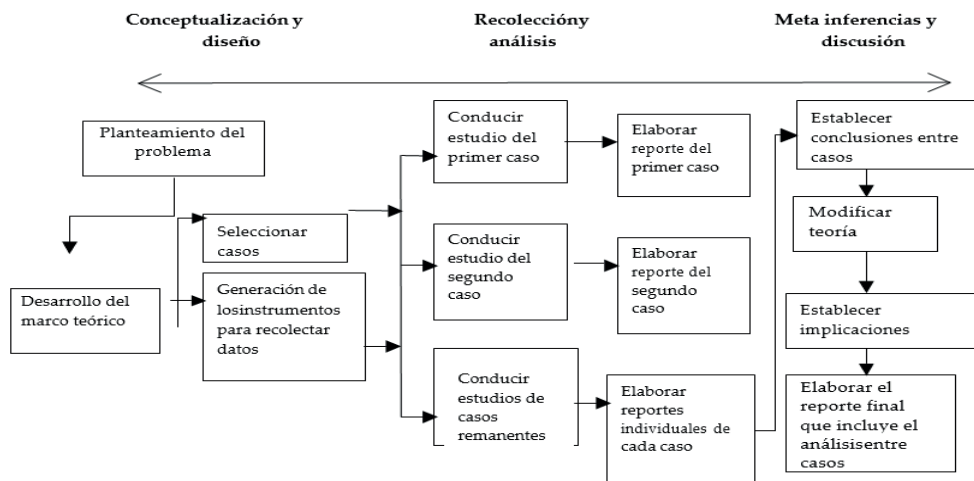 Conceptualización y
diseño
Recoleccióny
análisis
Meta inferencias y
discusión
Planteamiento del
problema
Desarrollo del
marco teórico
Seleccionar
casos
Generación de
losinstrumentos
para recolectar
datos
Conducir
estudio del
primer caso
Elaborar
reporte del
primer caso
Conducir
estudio del
segundo
caso
Elaborar
reporte del
segundo
caso
Conducir
estudios de
casos
remanentes
Elaborar
reportes
individuales de
cada caso
Establecer
conclusiones entre
casos
Modificar
teoría
Establecer
implicaciones
Elaborar el
reporte final
que incluye el
análisisentre
casos